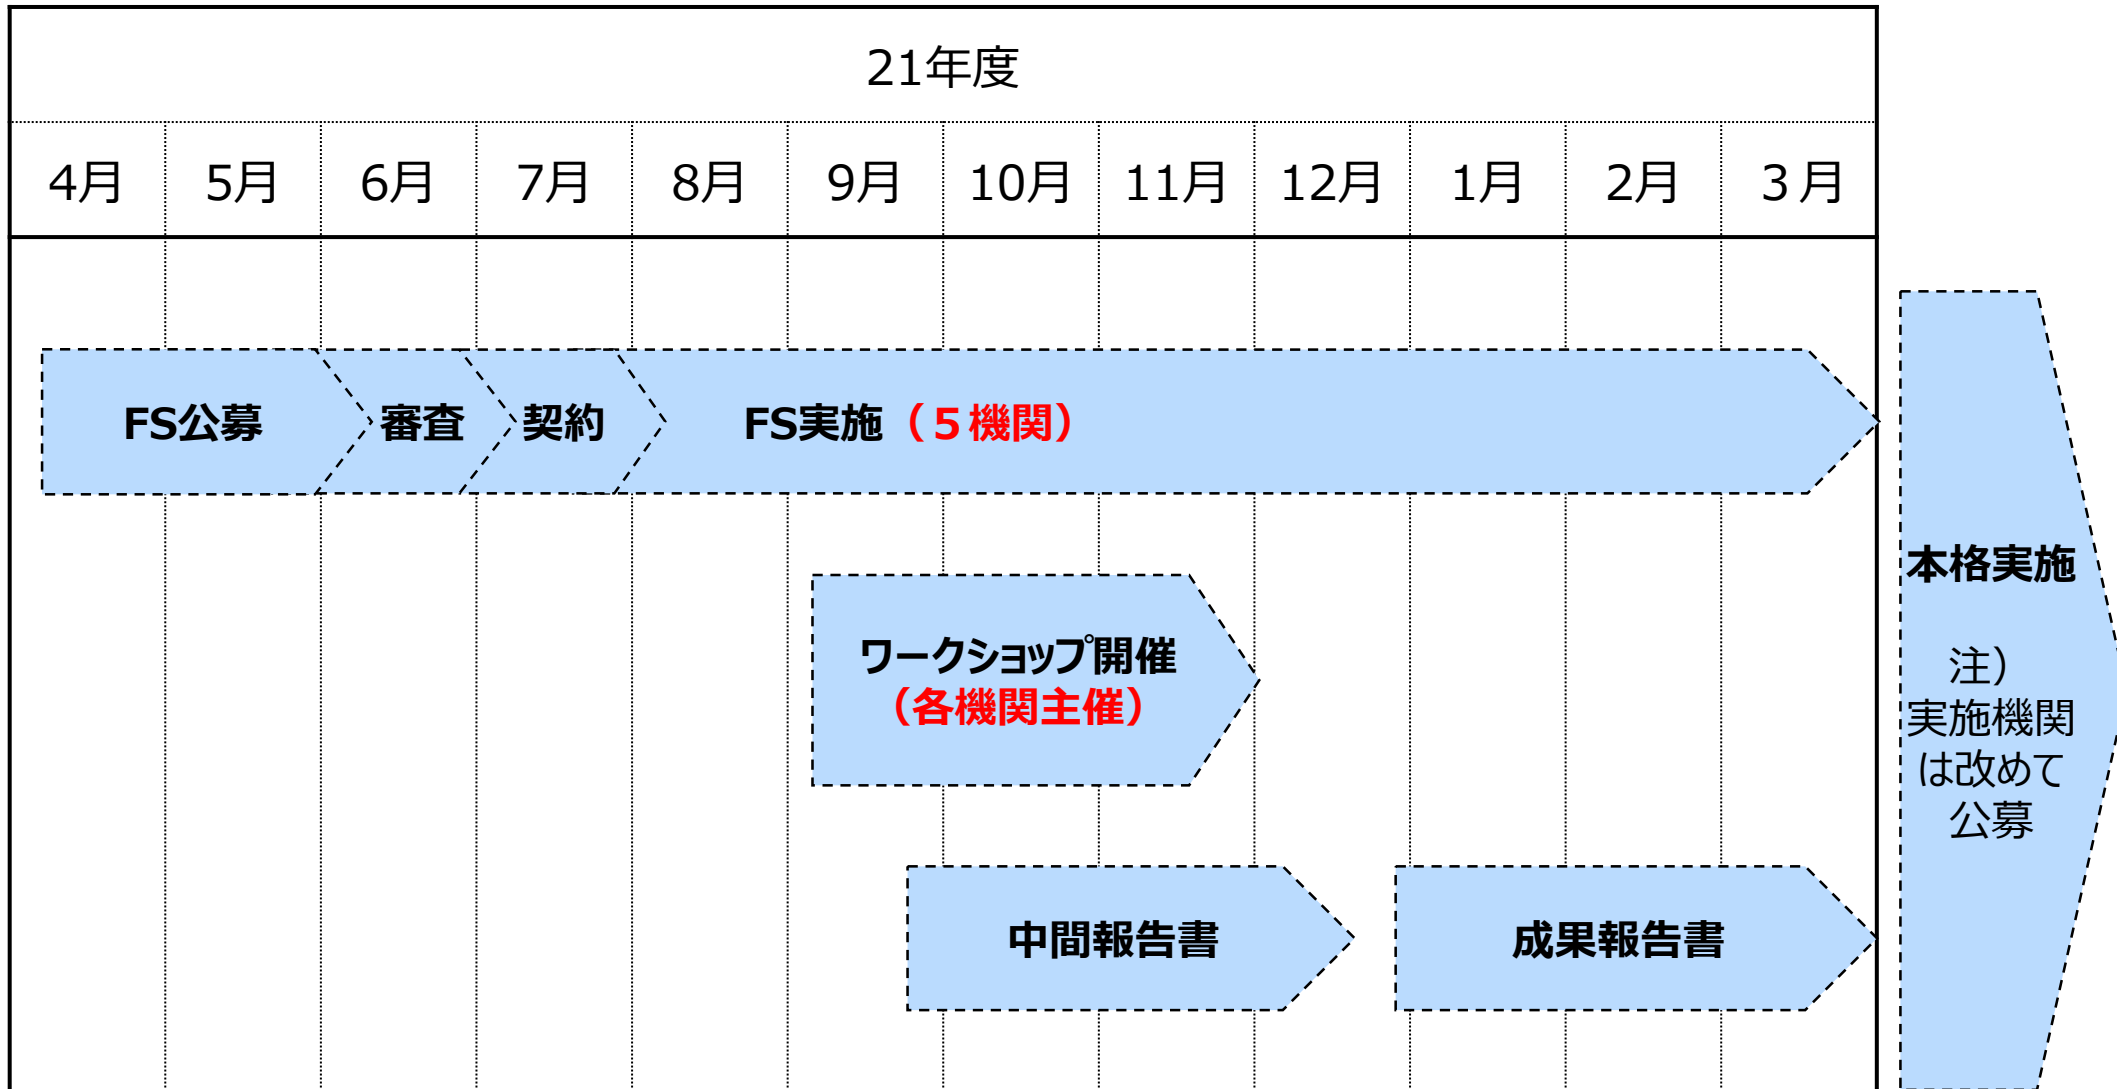 21年度
4月 5月 6月 7月 8月 9月 10月 11月 12月 1月 2月 ３月
FS公募 審査 契約 FS実施（５機関）
ワークショップ開催
（各機関主催）
中間報告書 成果報告書
本格実施
注）
実施機関
は改めて
公募